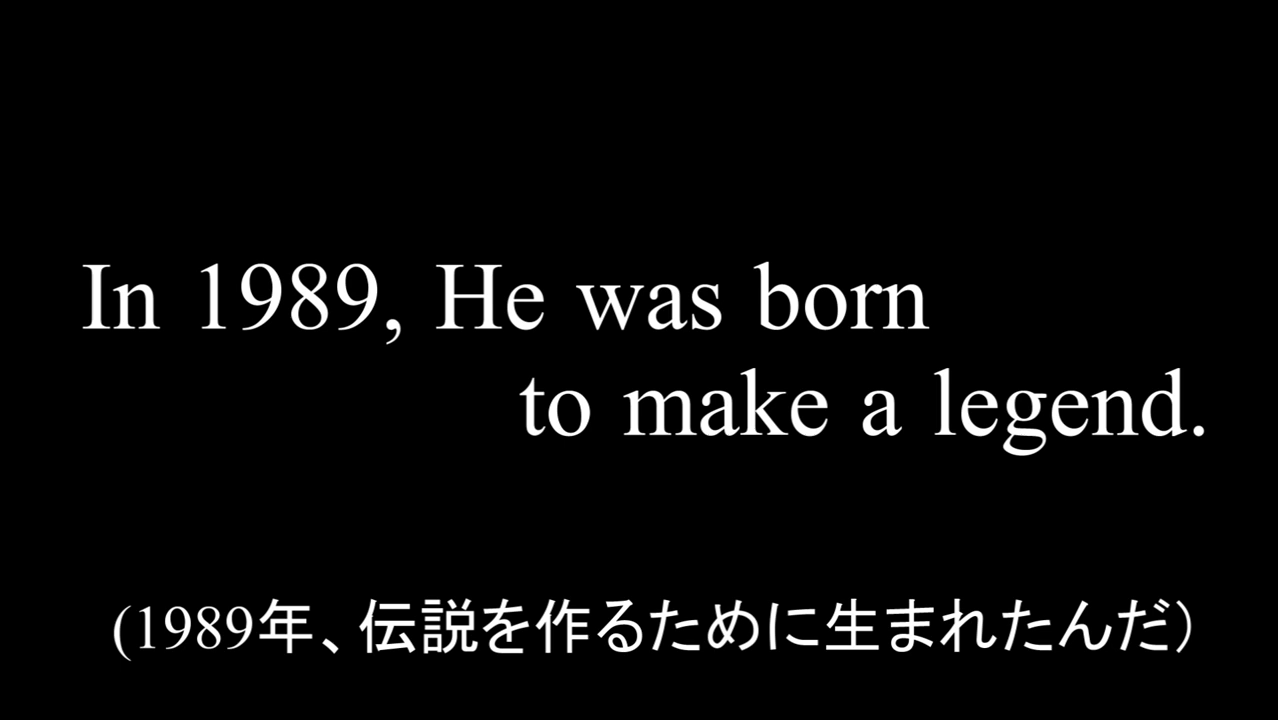 In 1989, He was born
to make a legend.
(1989年、伝説を作るために生まれたんだ)